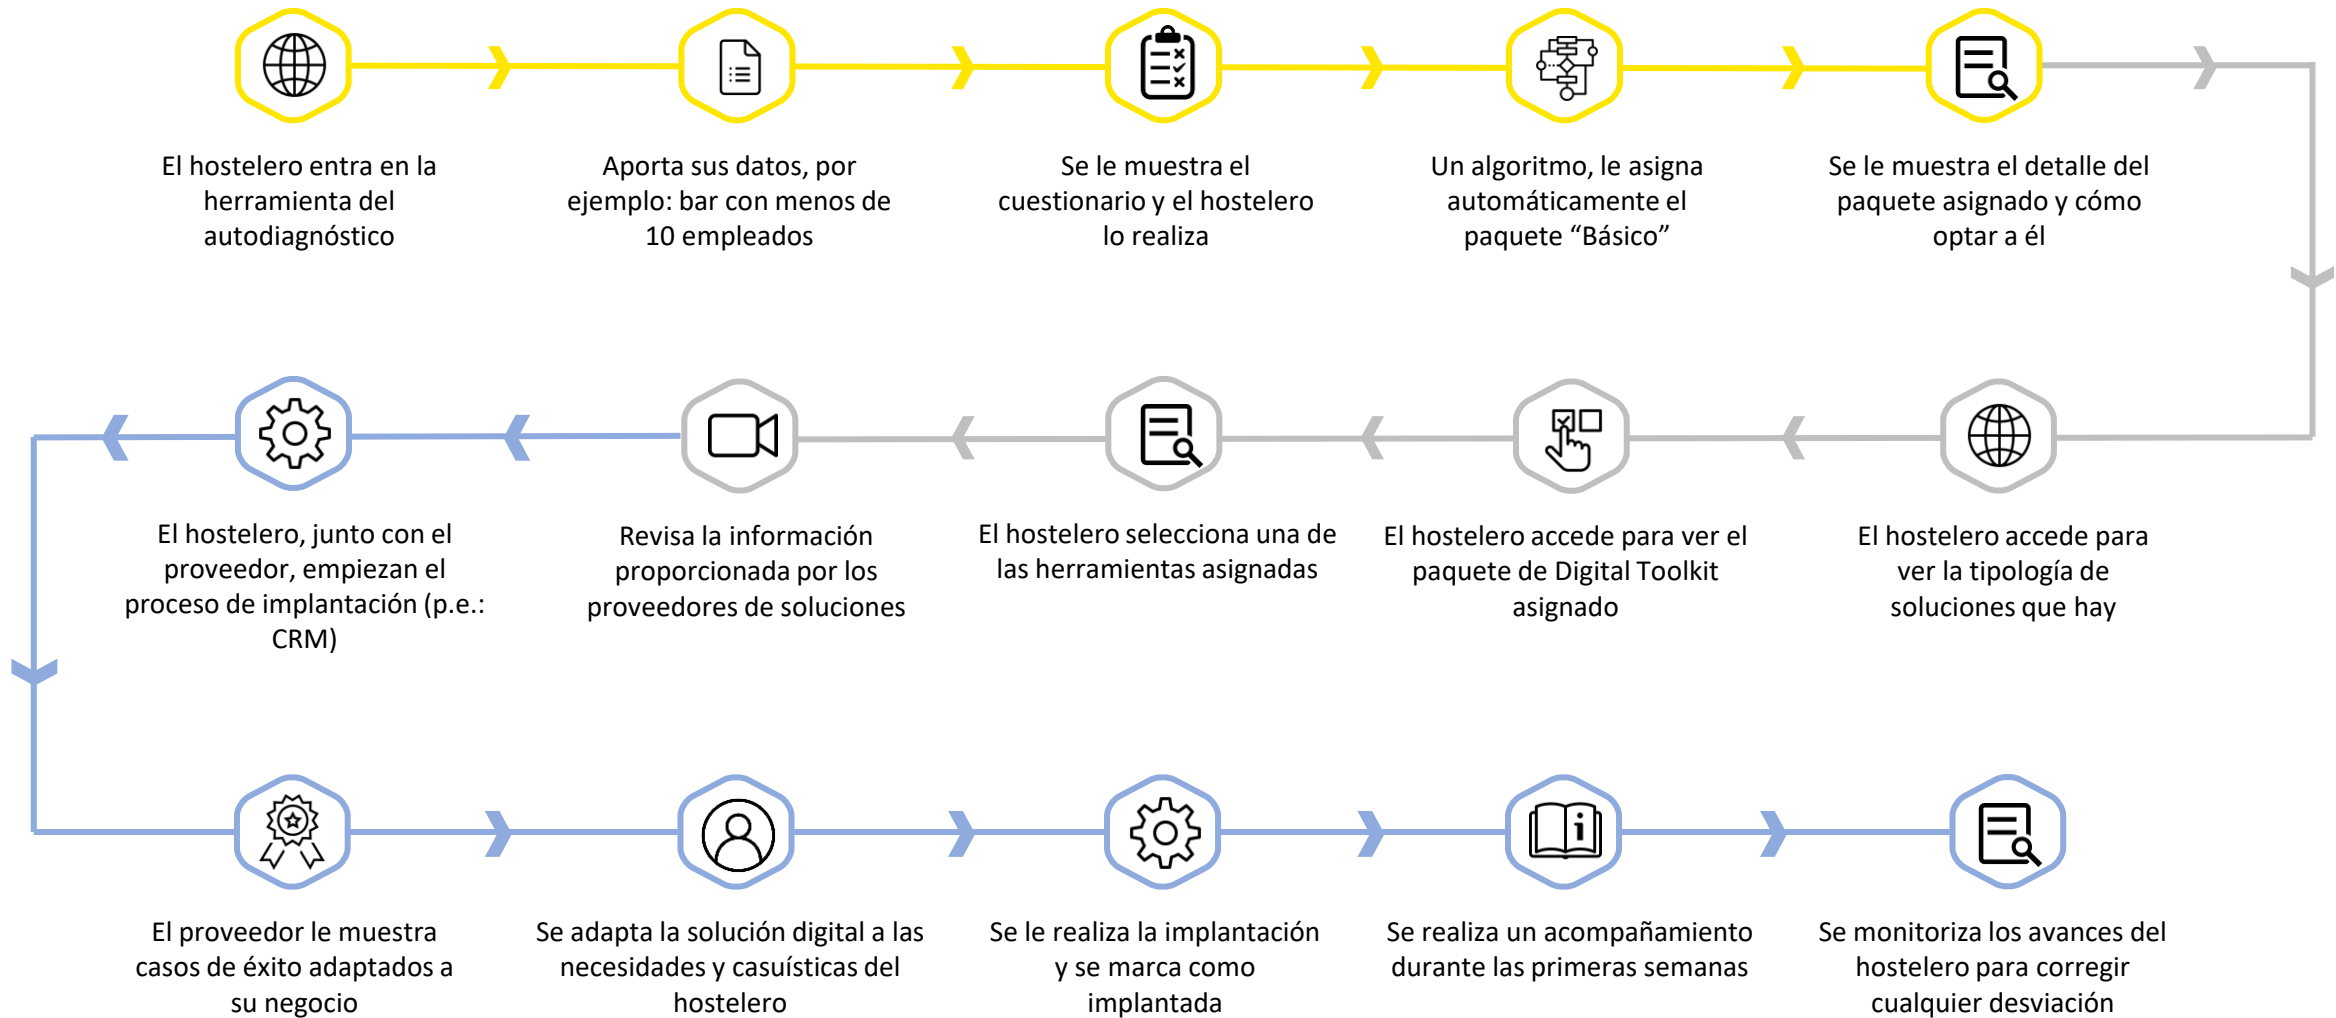 El hostelero entra en la
herramienta del
autodiagnóstico
Aporta sus datos, por
ejemplo: bar con menos de
10 empleados
Se le muestra el
cuestionario y el hostelero
lo realiza
Un algoritmo, le asigna
automáticamente el
paquete “Básico”
Se le muestra el detalle del
paquete asignado y cómo
optar a él
El hostelero, junto con el
proveedor, empiezan el
proceso de implantación (p.e.:
CRM)
Revisa la información
proporcionada por los
proveedores de soluciones
El hostelero selecciona una de
las herramientas asignadas
El hostelero accede para ver el
paquete de Digital Toolkit
asignado
El hostelero accede para
ver la tipología de
soluciones que hay
El proveedor le muestra
casos de éxito adaptados a
su negocio
Se adapta la solución digital a las
necesidades y casuísticas del
hostelero
Se le realiza la implantación
y se marca como
implantada
Se realiza un acompañamiento
durante las primeras semanas
Se monitoriza los avances del
hostelero para corregir
cualquier desviación